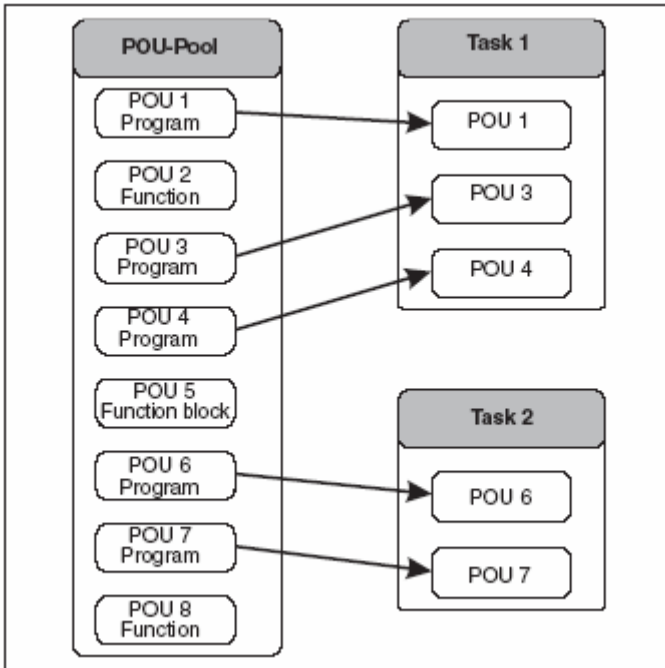 POU-Pool
POU 1
Program
POU 2
Function
POU 3
Program
POU 4
Program
POU 5
Function block
POU 6
Program
POU 7
Program
POU 8
Function
Task 1
POU 1
POU 3
POU 4
Task 2
POU 6
POU 7